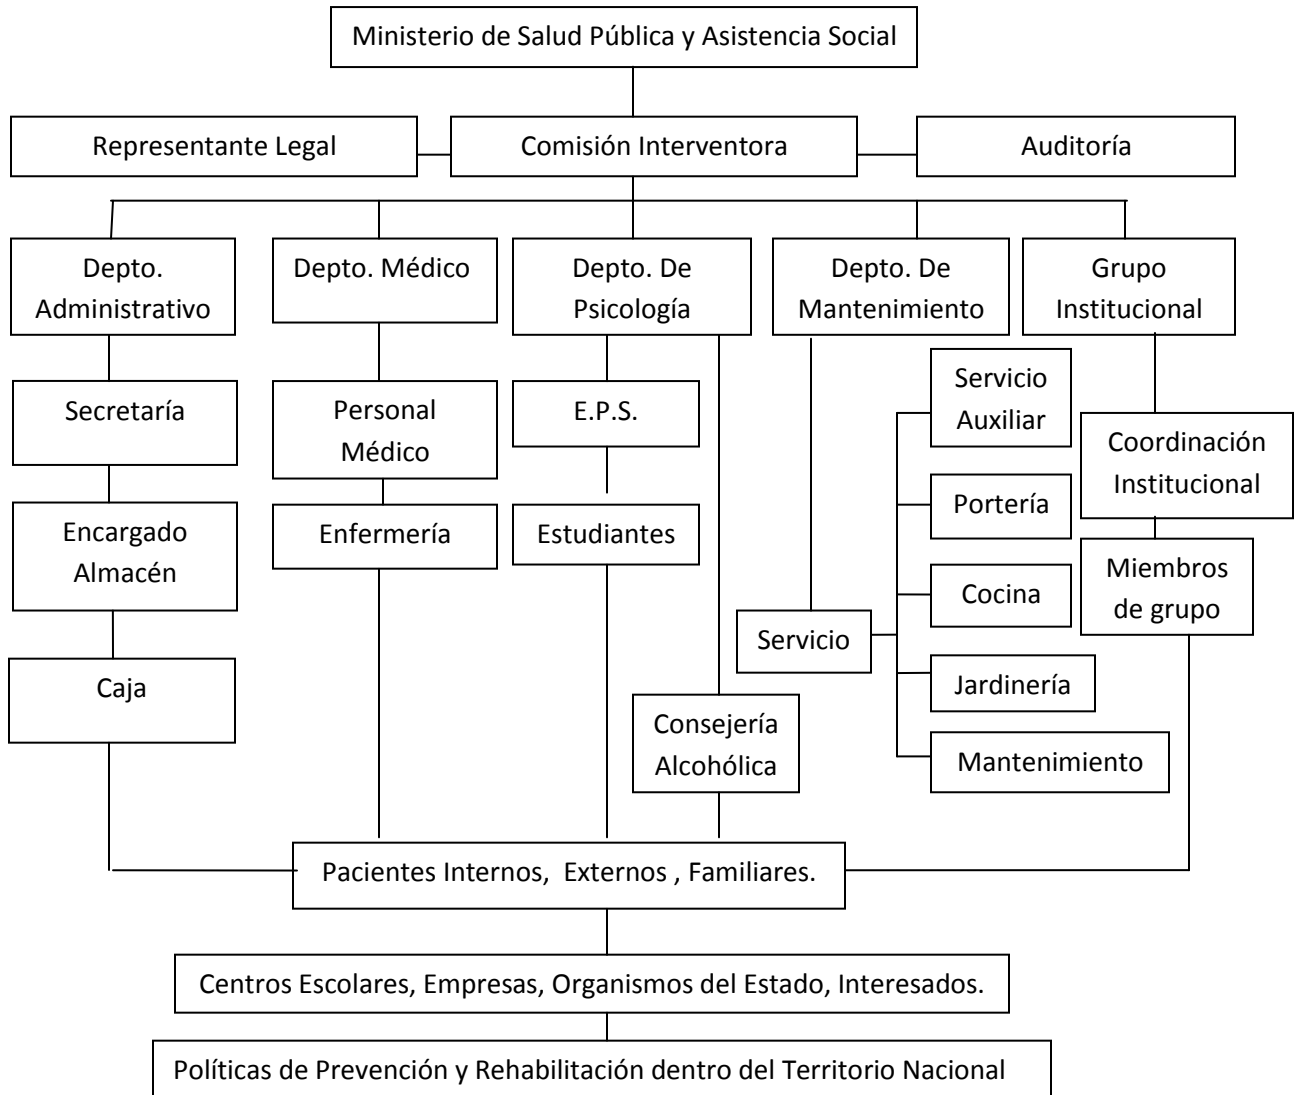 Ministerio de Salud Pública y Asistencia Social
Representante Legal
Comisión Interventora
Auditoría
Depto.
Administrativo
Depto. Médico
Depto. De
Psicología
Depto. De
Mantenimiento
Grupo
Institucional
Secretaría
Personal
Médico
E.P.S.
Servicio
Auxiliar
Coordinación
Institucional
Encargado
Almacén
Enfermería
Estudiantes
Portería
Miembros
de grupo
Cocina
Servicio
Caja
Jardinería
Consejería
Alcohólica
Mantenimiento
Pacientes Internos,  Externos , Familiares.
Centros Escolares, Empresas, Organismos del Estado, Interesados.
Políticas de Prevención y Rehabilitación dentro del Territorio Nacional